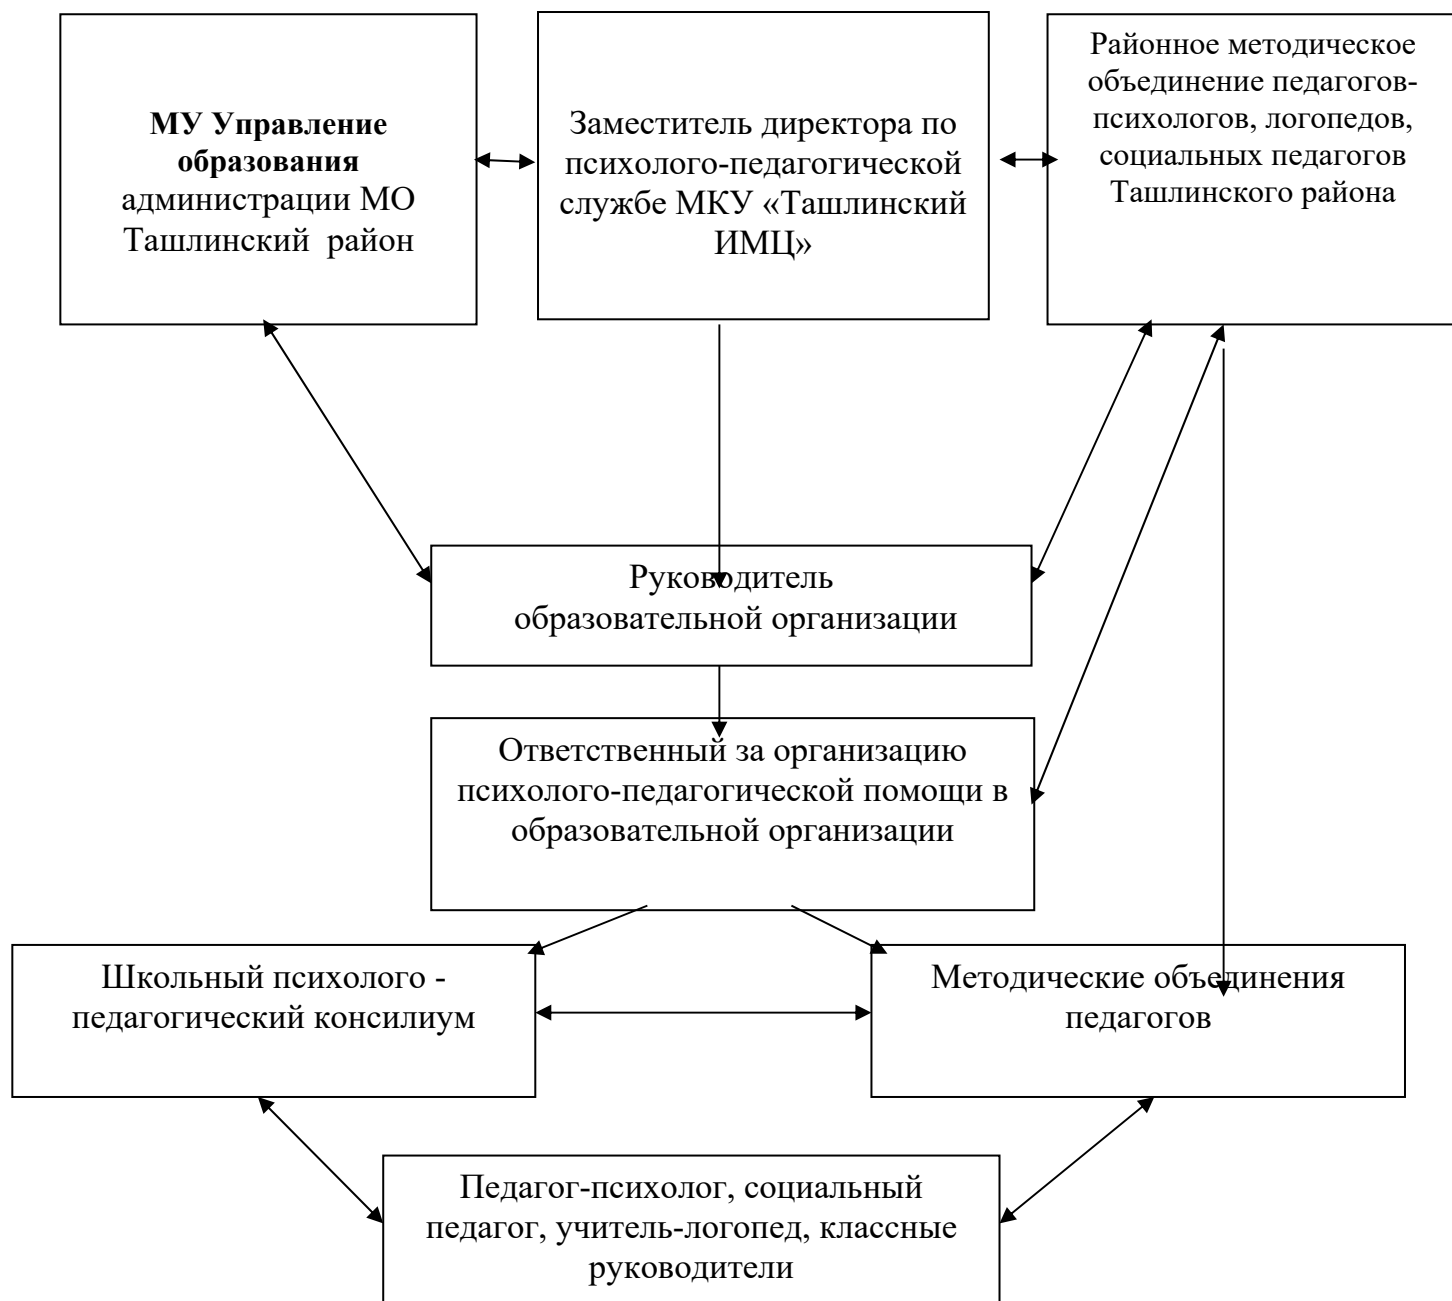 МУ Управление
образования
администрации МО
Ташлинский район
Заместитель директора по
психолого-педагогической
службе МКУ «Ташлинский
ИМЦ»
Районное методическое
объединение педагогов-
психологов, логопедов,
социальных педагогов
Ташлинского района
Руководитель
образовательной организации
Ответственный за организацию
психолого-педагогической помощи в
образовательной организации
Школьный психолого -
педагогический консилиум
Методические объединения
педагогов
Педагог-психолог, социальный
педагог, учитель-логопед, классные
руководители